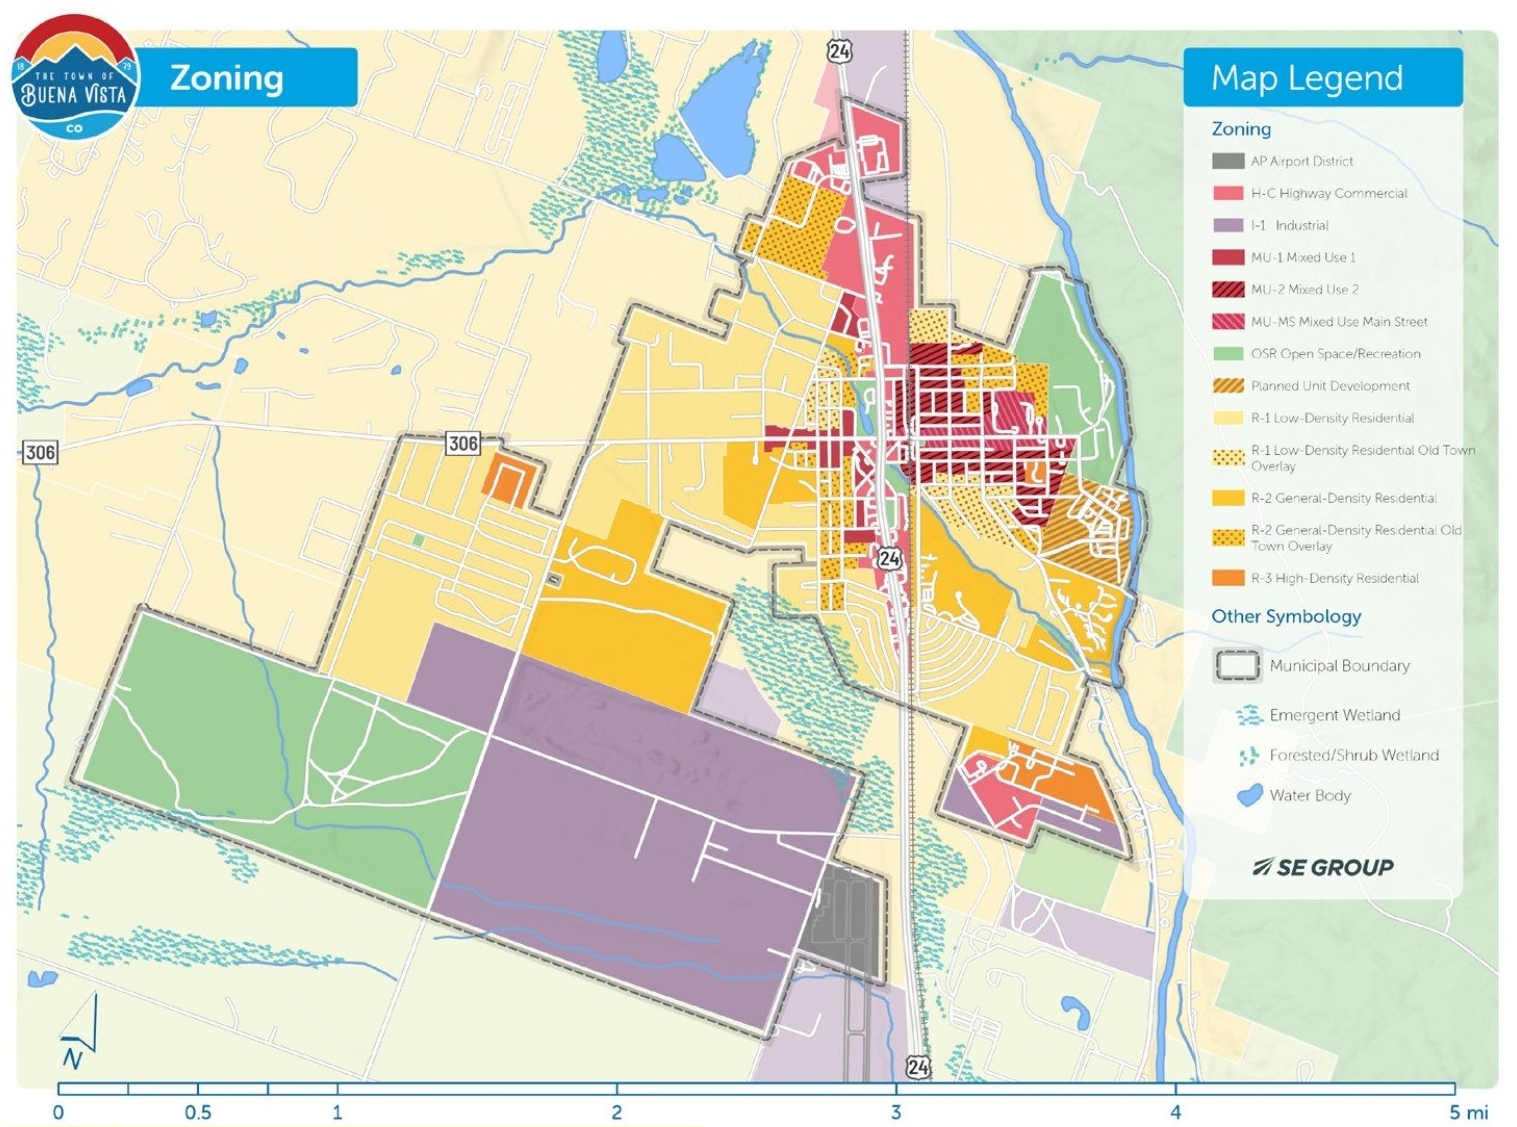 18 THE TOWN OF 79
BUENA VISTA
CO
Zoning
24
306
306
24
24
N
Map Legend
Zoning
AP Airport District
H-C Highway Commercial
I-1 Industrial
MU-1 Mixed Use 1
MU-2 Mixed Use 2
MU-MS Mixed Use Main Street
OSR Open Space/Recreation
Planned Unit Development
R-1 Low-Density Residential
R-1 Low-Density Residential Old Town
Overlay
R-2 General-Density Residential
R-2 General-Density Residential Old
Town Overlay
R-3 High-Density Residential
Other Symbology
Municipal Boundary
Emergent Wetland
Forested/Shrub Wetland
Water Body
SE GROUP
0 0.5 1 2 3 4 5 mi